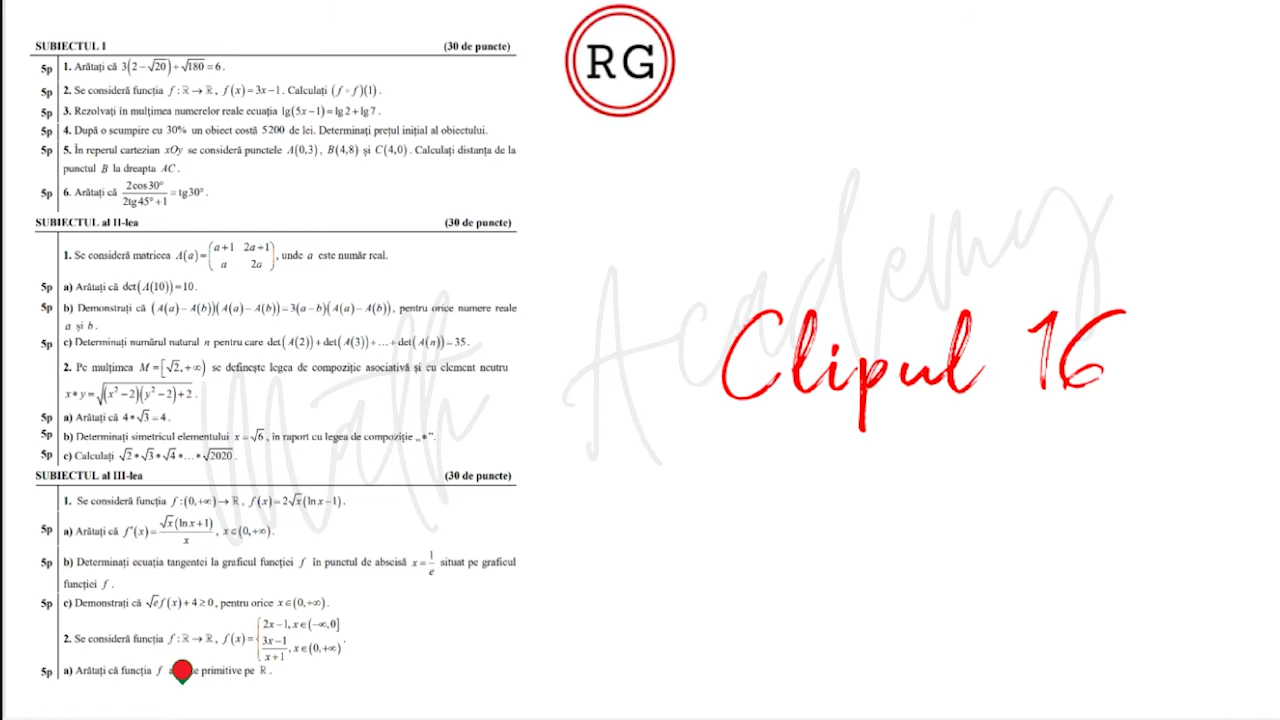 SUBIECTUL I (30 de puncte)
5p 1. Arătați că 3(2−√20)+√180=6.
5p 2. Se consideră funcția f:ℝ→ℝ, f(x)=3x−1. Calculați (f∘f)(1).
5p 3. Rezolvați în mulțimea numerelor reale ecuația lg(5x−1)=lg2+lg7.
5p 4. După o scumpire cu 30% un obiect costă 5200 de lei. Determinați prețul inițial al obiectului.
5p 5. În reperul cartezian xOy se consideră punctele A(0,3), B(4,8) și C(4,0). Calculați distanța de la
punctul B la dreapta AC.
5p 6. Arătați că 2cos30°/2tg45°+1 = tg30°.
SUBIECTUL al II-lea (30 de puncte)
1. Se consideră matricea A(a)=(a+1 2a+1
a 2a), unde a este număr real.
5p a) Arătați că det(A(10))=10.
5p b) Demonstrați că (A(a)−A(b))(A(a)−A(b))=3(a−b)(A(a)−A(b)), pentru orice numere reale
a și b.
5p c) Determinați numărul natural n pentru care det(A(2))+det(A(3))+…+det(A(n))=35.
2. Pe mulțimea M=[√2,+∞) se definește legea de compoziție asociativă și cu element neutru
x*y=√((x²−2)(y²−2)+2.
5p a) Arătați că 4*√3=4.
5p b) Determinați simetricul elementului x=√6, în raport cu legea de compoziție „*”.
5p c) Calculați √2*√3*√4*…*√2020.
SUBIECTUL al III-lea (30 de puncte)
1. Se consideră funcția f:(0,+∞)→ℝ, f(x)=2√x(lnx−1).
5p a) Arătați că f'(x)=√x(lnx+1)/x, x∈(0,+∞).
5p b) Determinați ecuația tangentei la graficul funcției f în punctul de abscisă x=1/e situat pe graficul
funcției f.
5p c) Demonstrați că √ef(x)+4≥0, pentru orice x∈(0,+∞).
2. Se consideră funcția f:ℝ→ℝ, f(x)={2x−1,x∈(−∞,0]
3x−1/x+1,x∈(0,+∞).
5p a) Arătați că funcția f primitive pe ℝ.
RG
Math Academy
Clipul 16